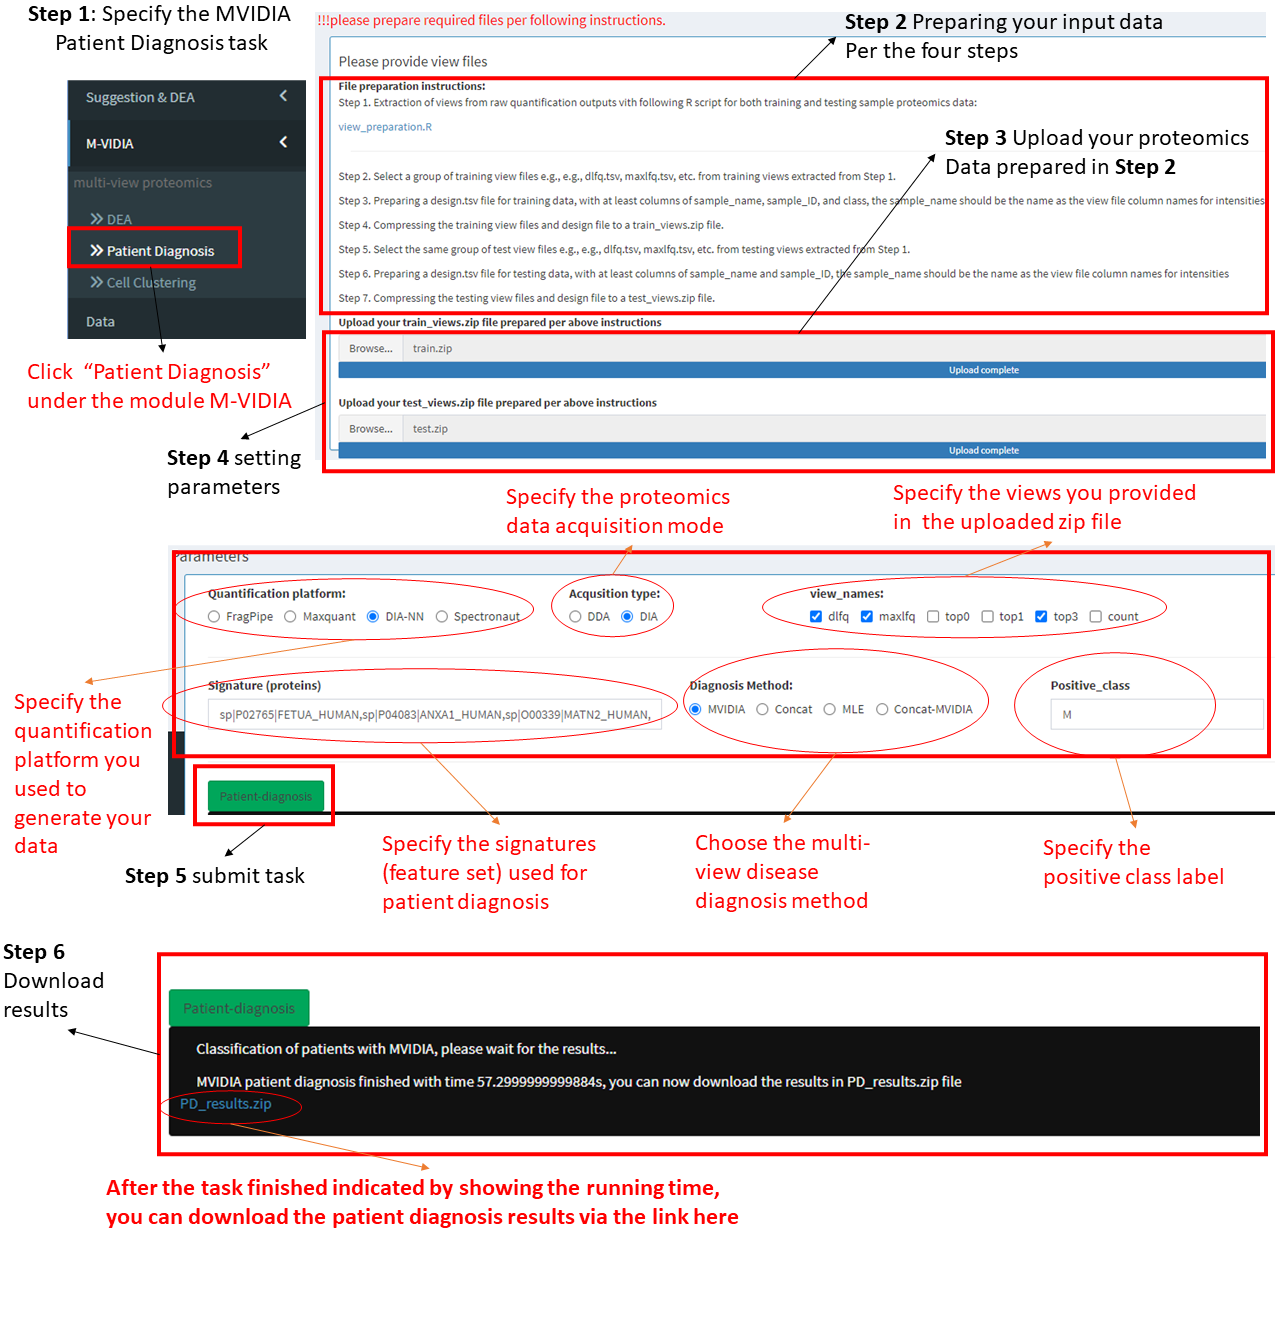 Step 1: Specify the MVIDIA
Patient Diagnosis task
Suggestion & DEA
M-VIDIA
multi-view proteomics
DEA
Patient Diagnosis
Cell Clustering
Data
Click “Patient Diagnosis”
under the module M-VIDIA
!!!please prepare required files per following instructions.
Step 2 Preparing your input data
Per the four steps
Please provide view files
File preparation instructions:
Step 1. Extraction of views from raw quantification outputs vith following R script for both training and testing sample proteomics data:
view_preparation.R
Step 3 Upload your proteomics
Data prepared in Step 2
Step 2. Select a group of training view files e.g., e.g., dlfq.tsv, maxlfq.tsv, etc. from training views extracted from Step 1.
Step 3. Preparing a design.tsv file for training data, with at least columns of sample_name, sample_ID, and class, the sample_name should be the name as the view file column names for intensities
Step 4. Compressing the training view files and design file to a train_views.zip file.
Step 5. Select the same group of test view files e.g., e.g., dlfq.tsv, maxlfq.tsv, etc. from testing views extracted from Step 1.
Step 6. Preparing a design.tsv file for testing data, with at least columns of sample_name and sample_ID, the sample_name should be the name as the view file column names for intensities
Step 7. Compressing the testing view files and design file to a test_views.zip file.
Upload your train_views.zip file prepared per above instructions
Browse... train.zip
Upload complete
Upload your test_views.zip file prepared per above instructions
Browse... test.zip
Upload complete
Step 4 setting
parameters
Specify the proteomics
data acquisition mode
Specify the views you provided
in the uploaded zip file
Parameters
Quantification platform: Acqusition type: view_names:
FragPipe Maxquant DIA-NN Spectronaut DDA DIA dlfq maxlfq top0 top1 top3 count
Signature (proteins) Diagnosis Method: Positive_class
sp|P02765|FETUA_HUMAN,sp|P04083|ANXA1_HUMAN,sp|O00339|MATN2_HUMAN, MVIDIA Concat MLE Concat-MVIDIA M
Specify the
quantification
platform you
used to
generate your
data
Patient-diagnosis
Step 5 submit task
Specify the signatures
(feature set) used for
patient diagnosis
Choose the multi-
view disease
diagnosis method
Specify the
positive class label
Step 6
Download
results
Patient-diagnosis
Classification of patients with MVIDIA, please wait for the results...
MVIDIA patient diagnosis finished with time 57.2999999999884s, you can now download the results in PD_results.zip file
PD_results.zip
After the task finished indicated by showing the running time,
you can download the patient diagnosis results via the link here